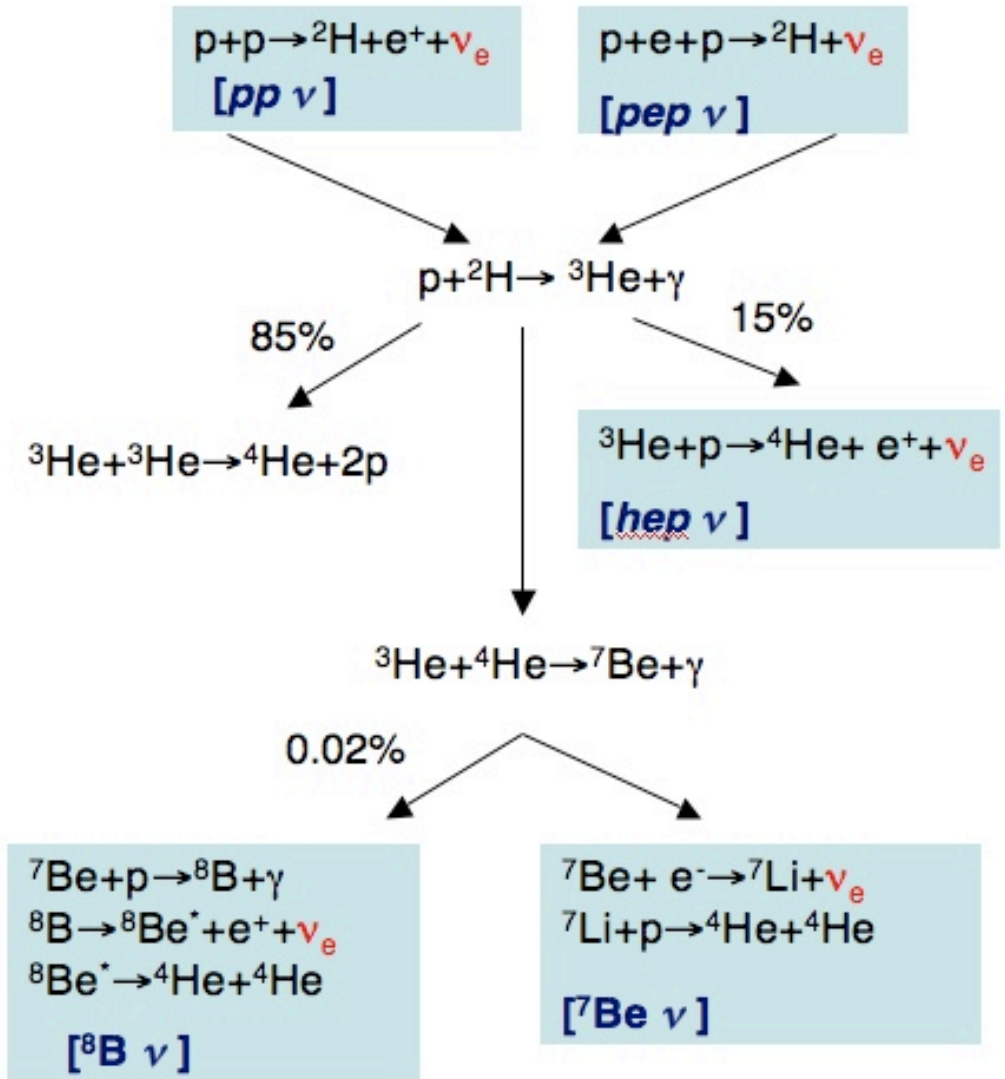 p+p→²H+e⁺+νₑ
[pp ν]
p+e+p→²H+νₑ
[pep ν]
p+²H→ ³He+γ
85%
15%
³He+³He→⁴He+2p
³He+p→⁴He+ e⁺+νₑ
[hep ν]
³He+⁴He→⁷Be+γ
0.02%
⁷Be+p→⁸B+γ
⁸B→⁸Be*+e⁺+νₑ
⁸Be*→⁴He+⁴He
[⁸B ν]
⁷Be+ e⁻→⁷Li+νₑ
⁷Li+p→⁴He+⁴He
[⁷Be ν]